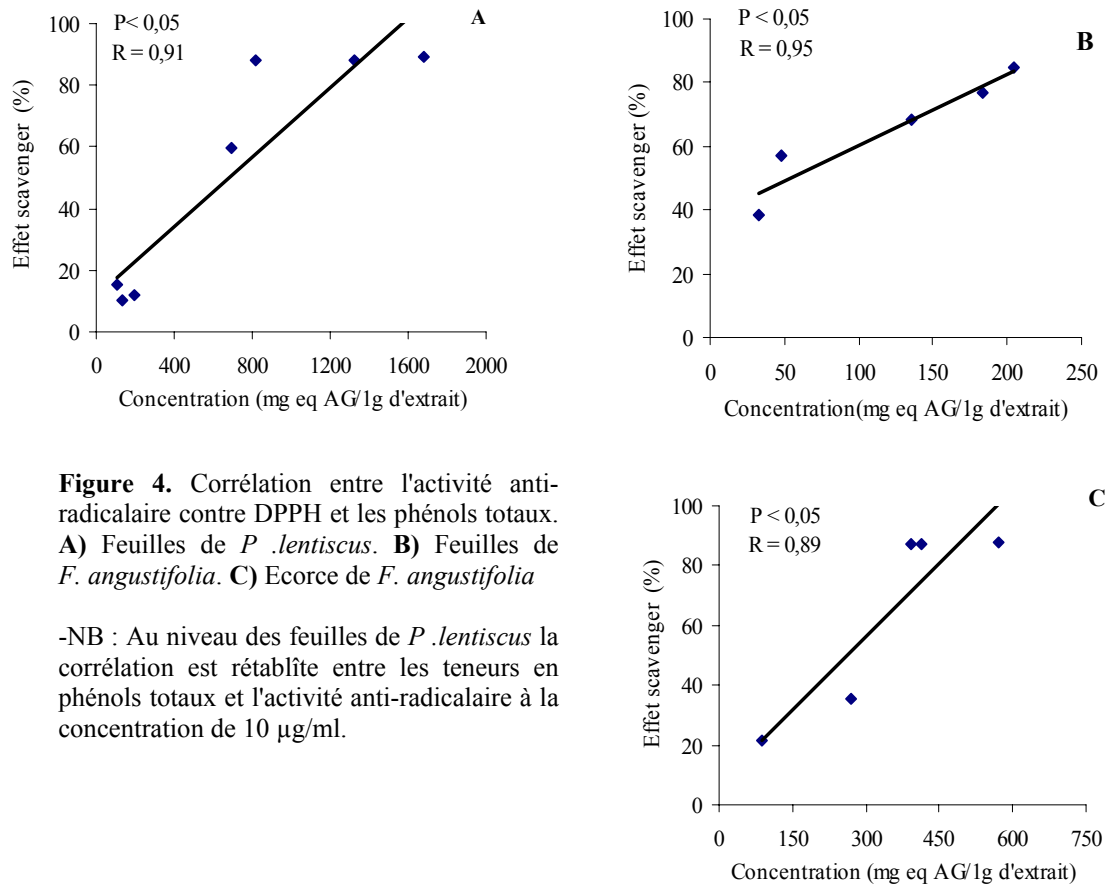 100
80
60
40
20
0
Effet scavenger (%)
P< 0,05
R = 0,91
A
0 400 800 1200 1600 2000
Concentration (mg eq AG/1g d'extrait)
100
80
60
40
20
0
Effet scavenger (%)
P < 0,05
R = 0,95
B
0 50 100 150 200 250
Concentration(mg eq AG/1g d'extrait)
Figure 4. Corrélation entre l'activité anti-
radicalaire contre DPPH et les phénols totaux.
A) Feuilles de P .lentiscus. B) Feuilles de
F. angustifolia. C) Ecorce de F. angustifolia
-NB : Au niveau des feuilles de P .lentiscus la
corrélation est rétablîte entre les teneurs en
phénols totaux et l'activité anti-radicalaire à la
concentration de 10 µg/ml.
100
80
60
40
20
0
Effet scavenger (%)
P < 0,05
R = 0,89
C
0 150 300 450 600 750
Concentration (mg eq AG/1g d'extrait)